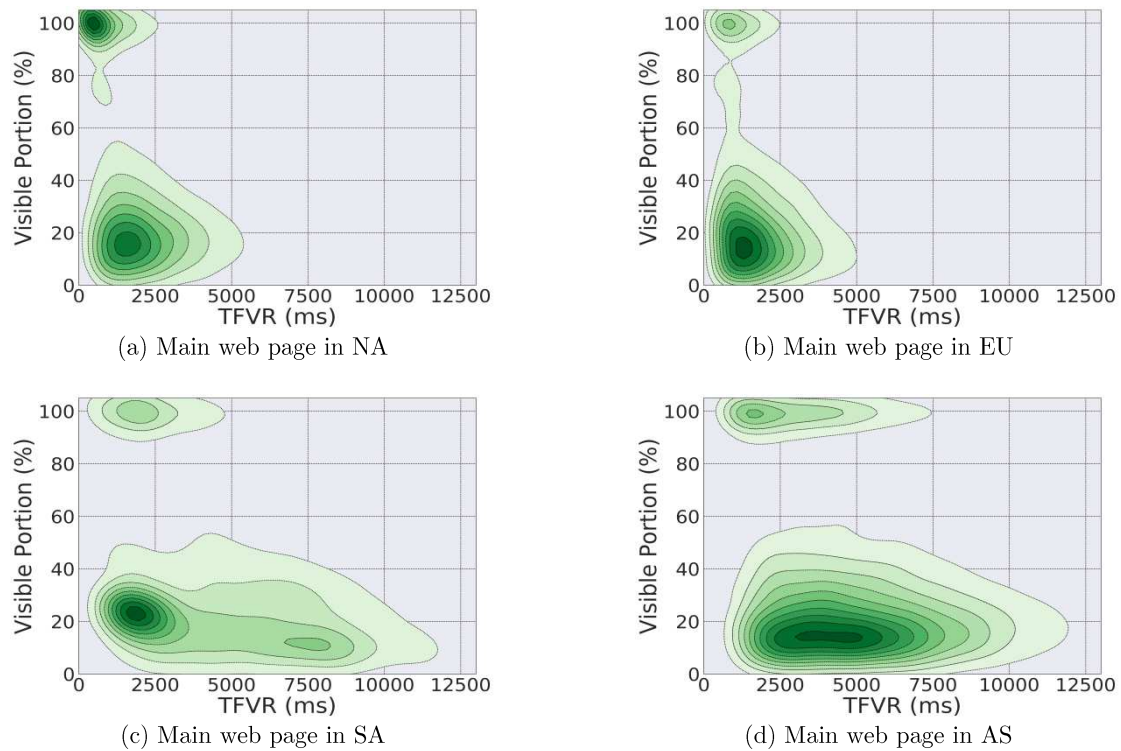 100
80
60
40
20
0
Visible Portion (%)
0 2500 5000 7500 10000 12500
TFVR (ms)
(a) Main web page in NA
100
80
60
40
20
0
Visible Portion (%)
0 2500 5000 7500 10000 12500
TFVR (ms)
(b) Main web page in EU
100
80
60
40
20
0
Visible Portion (%)
0 2500 5000 7500 10000 12500
TFVR (ms)
(c) Main web page in SA
100
80
60
40
20
0
Visible Portion (%)
0 2500 5000 7500 10000 12500
TFVR (ms)
(d) Main web page in AS